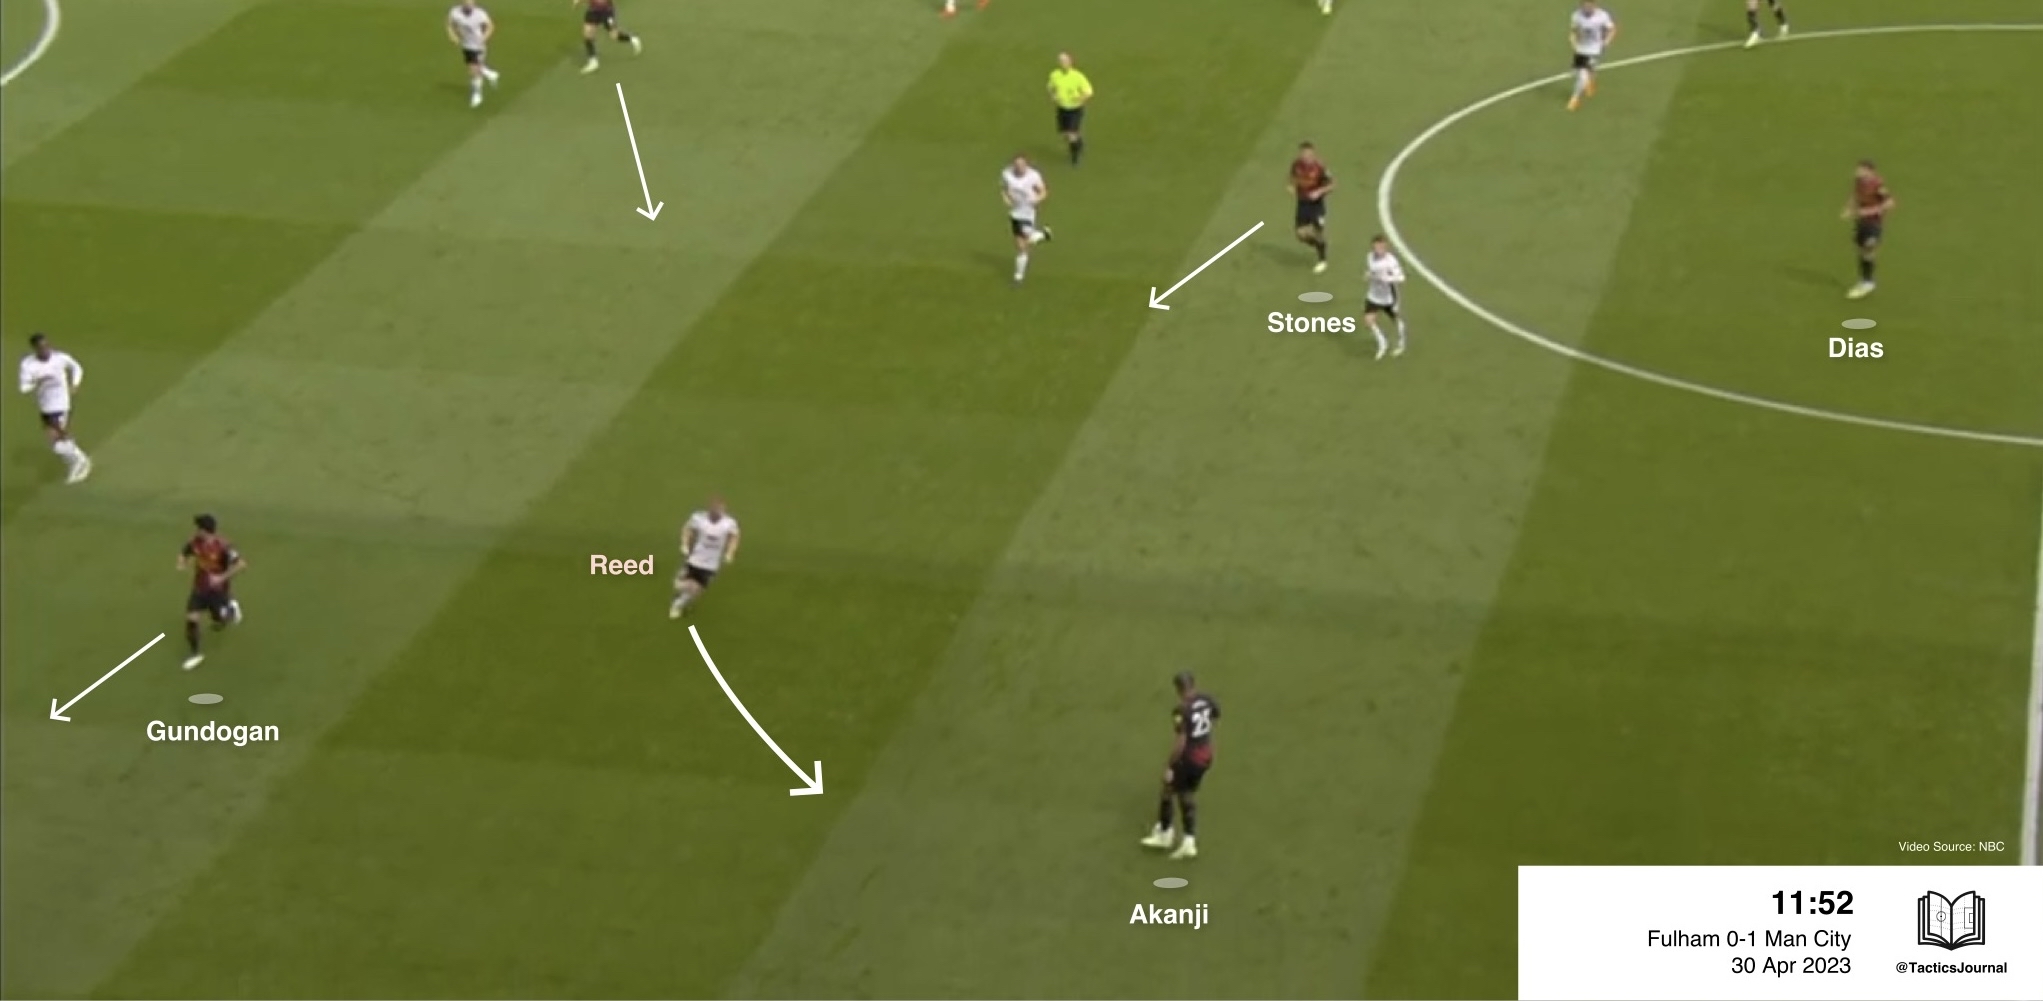 Stones
Dias
Reed
Gundogan
25
Akanji
Video Source: NBC
11:52
Fulham 0-1 Man City
30 Apr 2023
@TacticsJournal